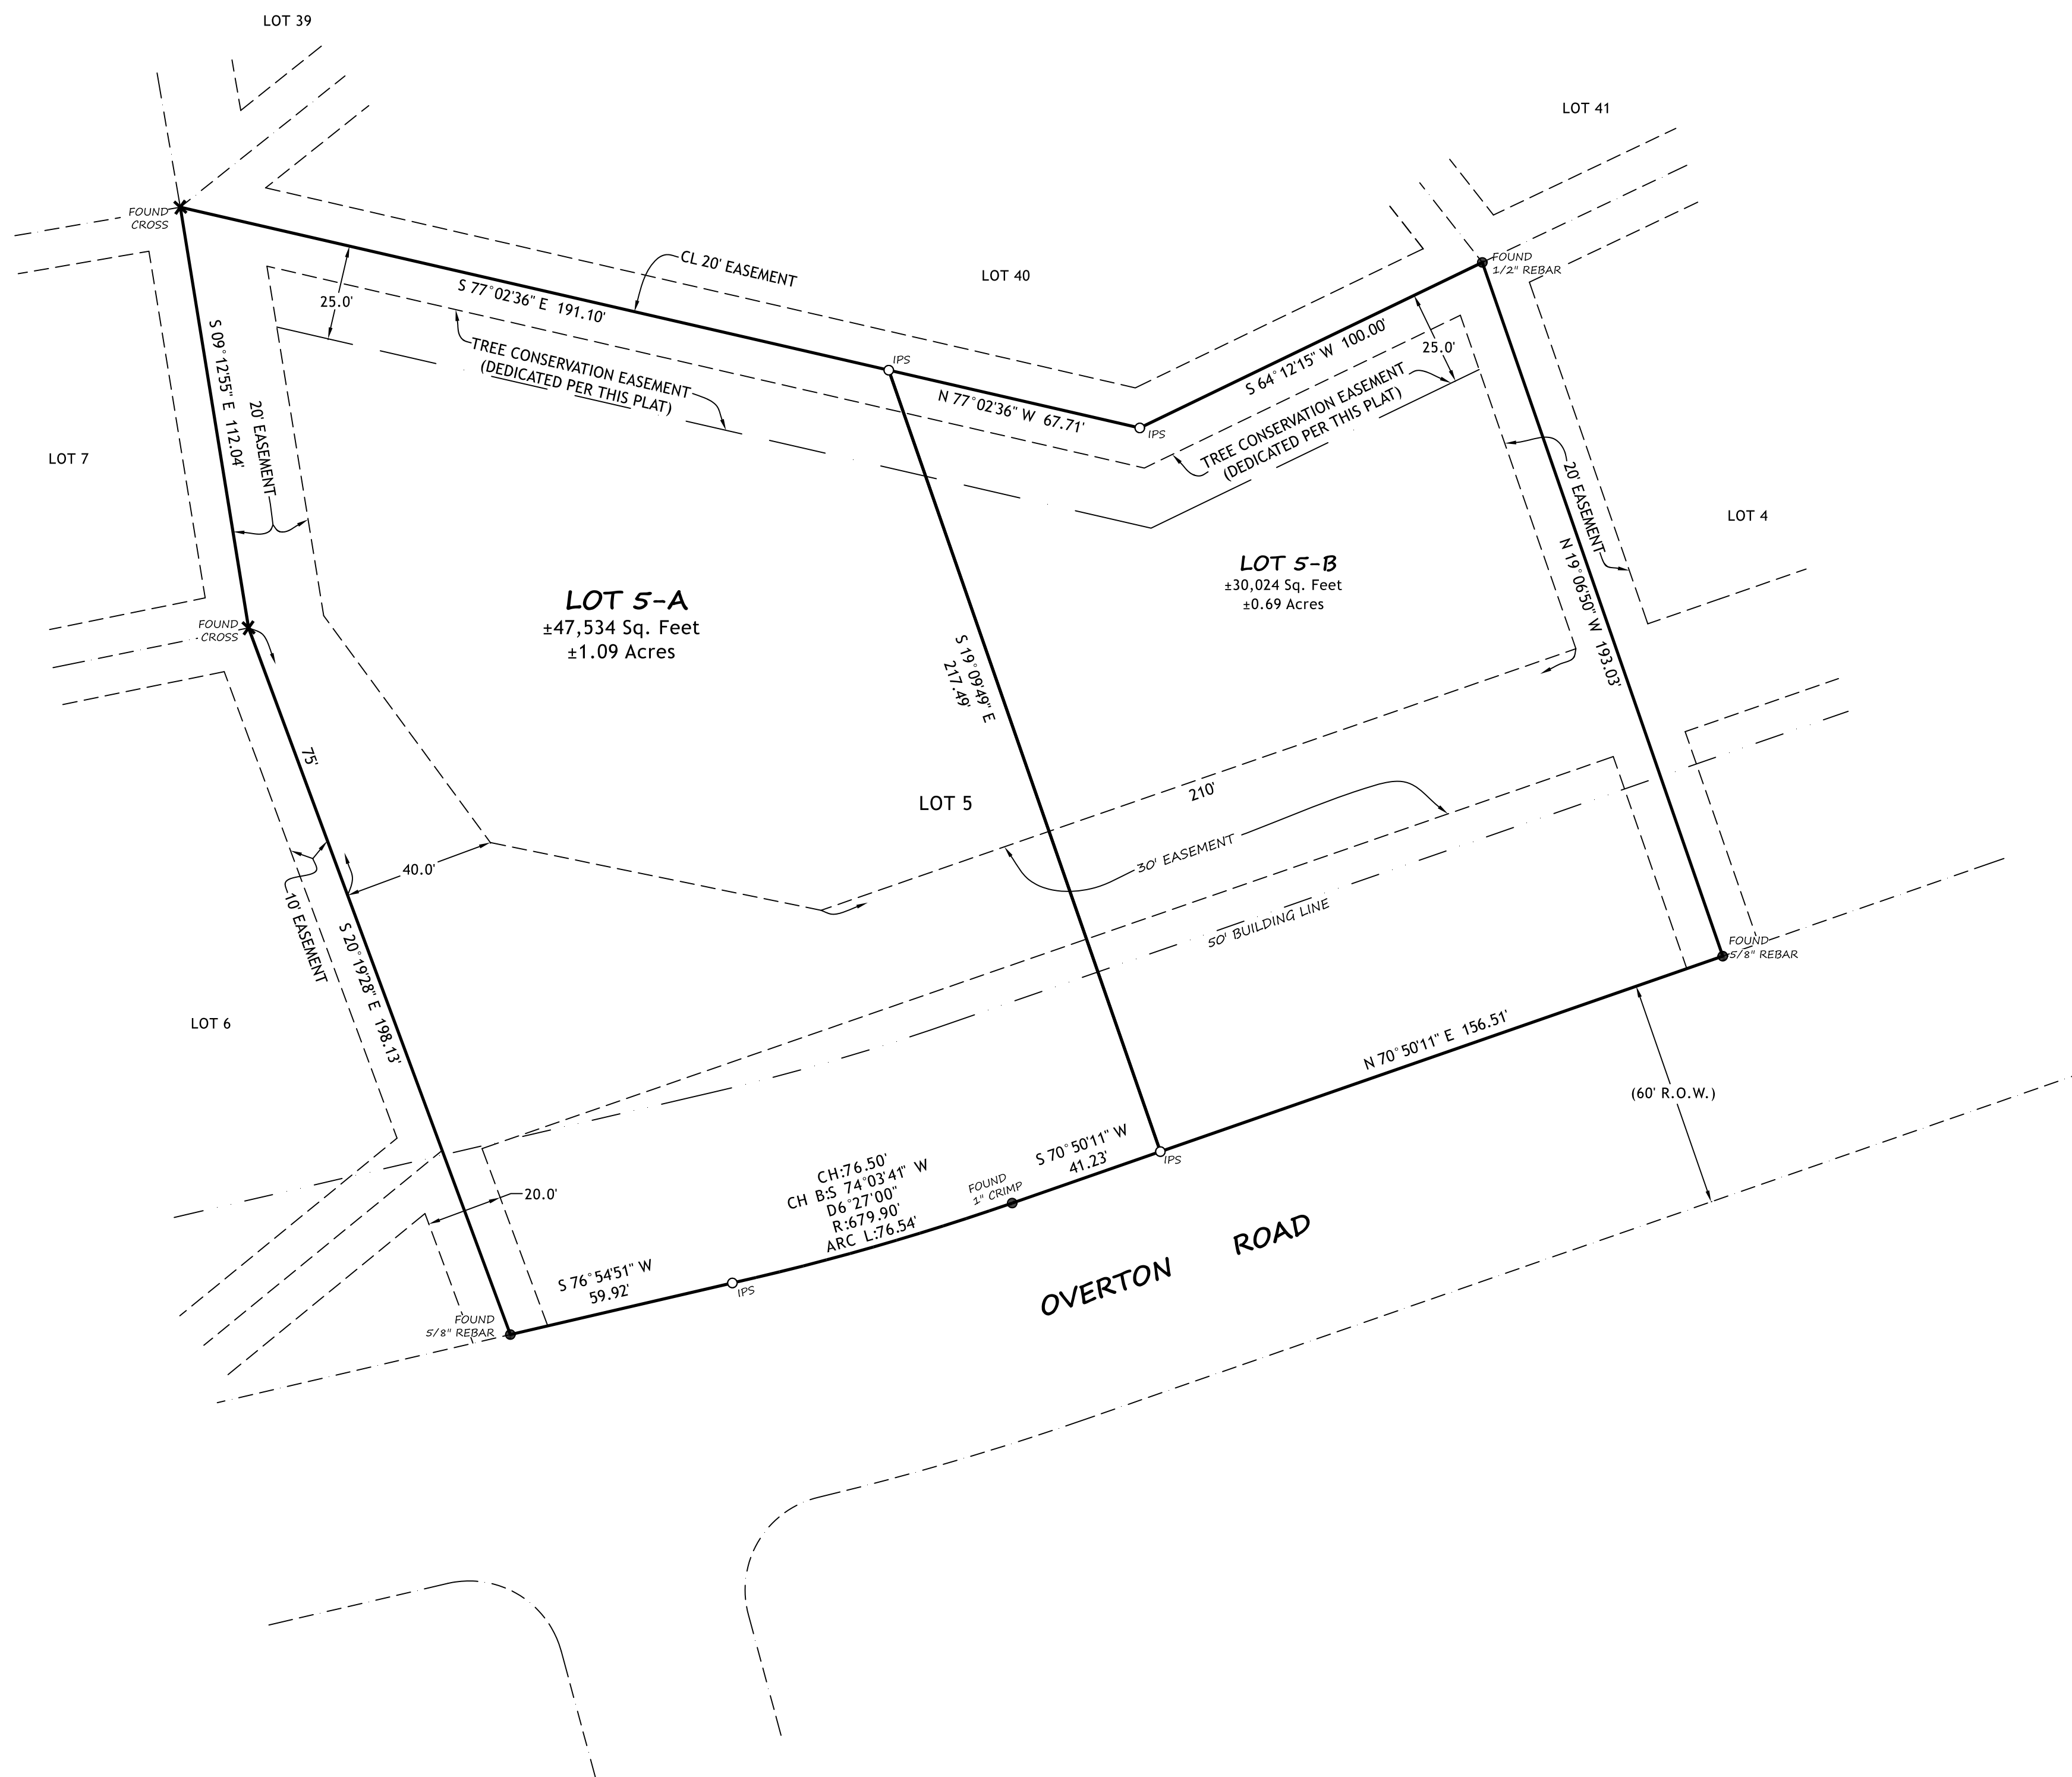 LOT 39
LOT 41
FOUND
CROSS
CL 20' EASEMENT
LOT 40
FOUND
1/2" REBAR
S 77°02'36" E 191.10'
25.0'
TREE CONSERVATION EASEMENT
(DEDICATED PER THIS PLAT)
IPS
N 77°02'36" W 67.71'
IPS
S 64°12'15" W 100.00'
25.0'
TREE CONSERVATION EASEMENT
(DEDICATED PER THIS PLAT)
S 09°12'55" E 112.04'
20' EASEMENT
LOT 7
20' EASEMENT
LOT 4
N 19°06'50" W 193.03'
LOT 5-A
±47,534 Sq. Feet
±1.09 Acres
LOT 5-B
±30,024 Sq. Feet
±0.69 Acres
FOUND
CROSS
S 19°09'49" E
217.49'
75'
LOT 5
210'
30' EASEMENT
40.0'
10' EASEMENT
50' BUILDING LINE
S 20°19'28" E 198.13'
LOT 6
FOUND
5/8" REBAR
N 70°50'11" E 156.51'
(60' R.O.W.)
S 70°50'11" W
41.23'
IPS
FOUND
1" CRIMP
CH:76.50'
CH B:S 74°03'41" W
D6°27'00"
R:679.90'
ARC L:76.54'
20.0'
S 76°54'51" W
59.92'
IPS
FOUND
5/8" REBAR
OVERTON ROAD